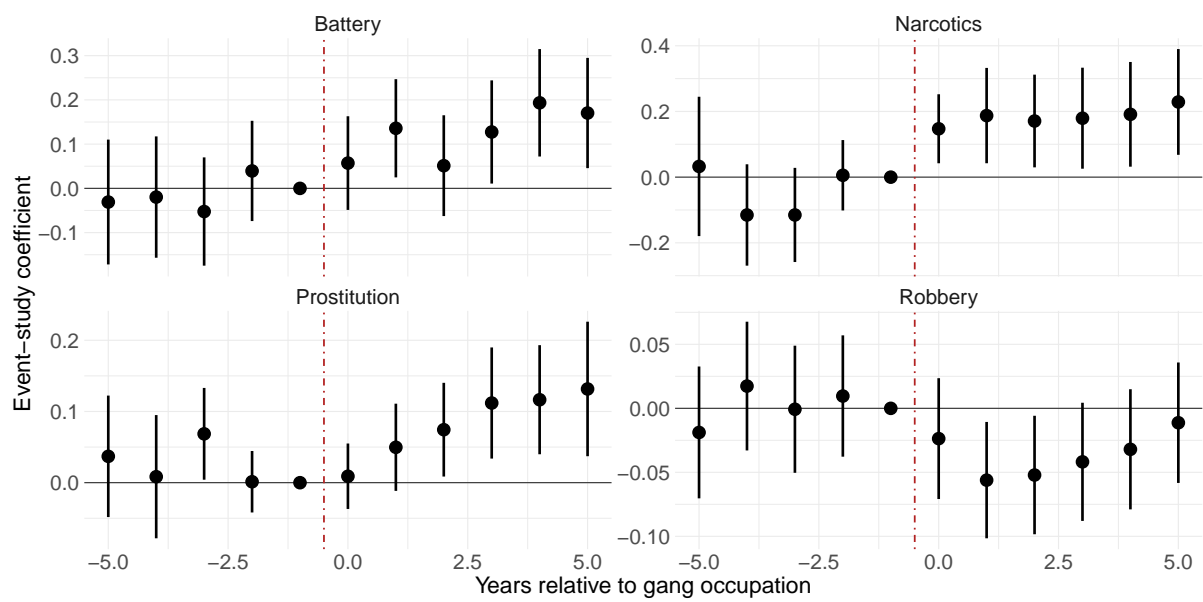 Battery
Narcotics
0.3
0.2
0.1
0.0
−0.1
0.4
0.2
0.0
−0.2
Event−study coefficient
Prostitution
Robbery
0.2
0.1
0.0
0.05
0.00
−0.05
−0.10
−5.0 −2.5 0.0 2.5 5.0
−5.0 −2.5 0.0 2.5 5.0
Years relative to gang occupation